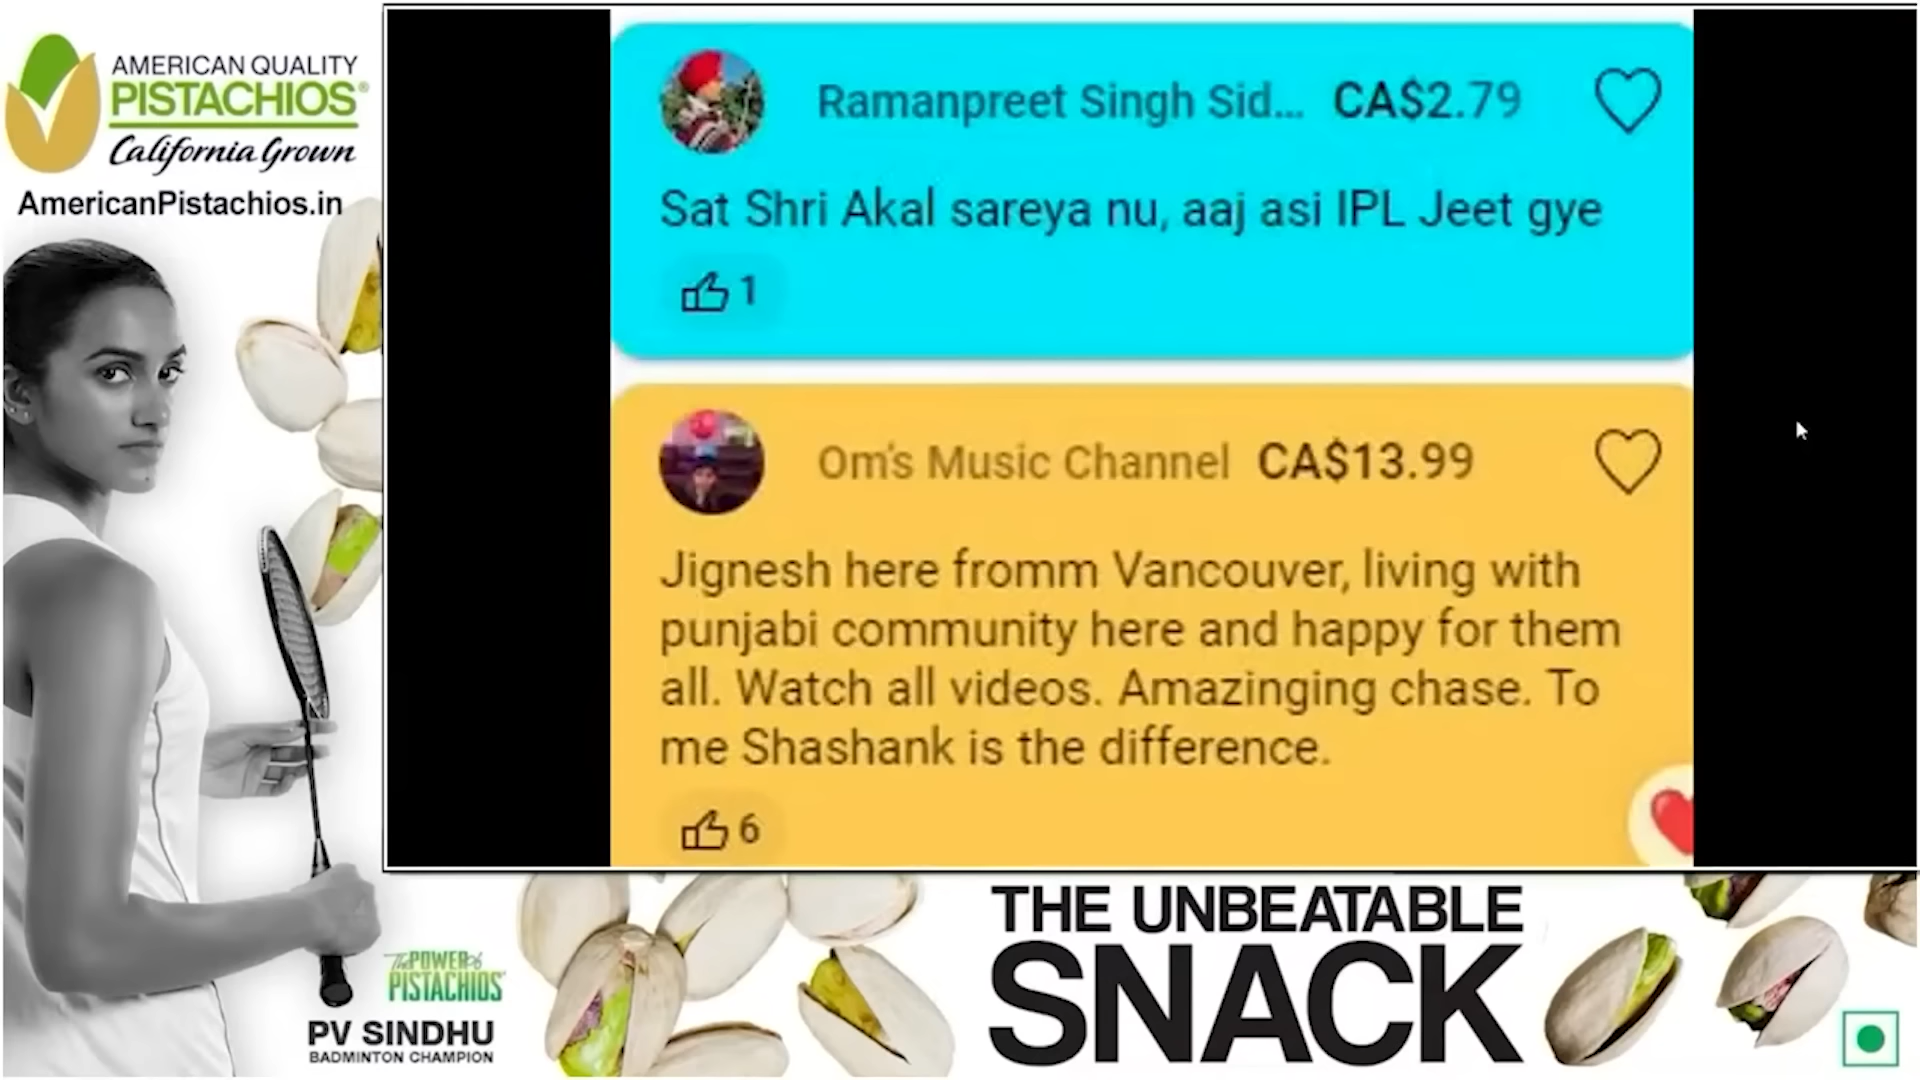 AMERICAN QUALITY
PISTACHIOS®
California Grown
AmericanPistachios.in
Ramanpreet Singh Sid... CA$2.79
Sat Shri Akal sareya nu, aaj asi IPL Jeet gye
1
Om's Music Channel CA$13.99
Jignesh here fromm Vancouver, living with
punjabi community here and happy for them
all. Watch all videos. Amazinging chase. To
me Shashank is the difference.
6
The POWER of
PISTACHIOS
PV SINDHU
BADMINTON CHAMPION
THE UNBEATABLE
SNACK